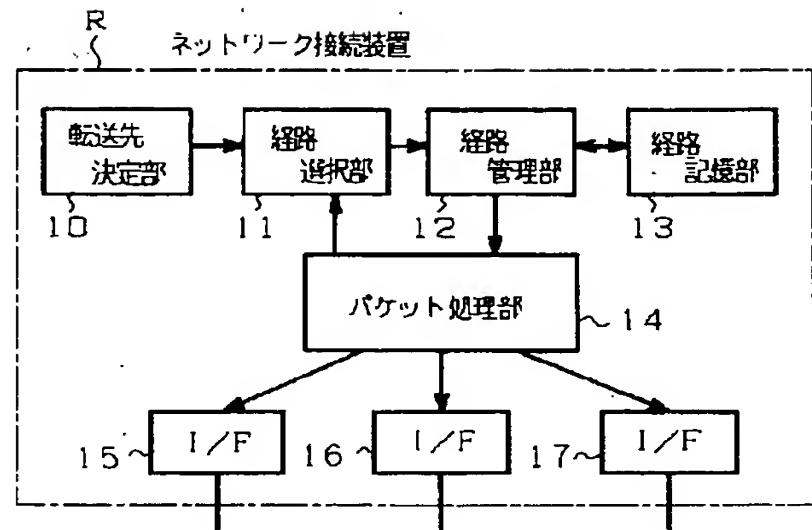 R
ネットワーク接続装置
転送先
決定部
経路
選択部
経路
管理部
経路
記憶部
10
11
12
13
パケット処理部
14
I/F
I/F
I/F
15
16
17